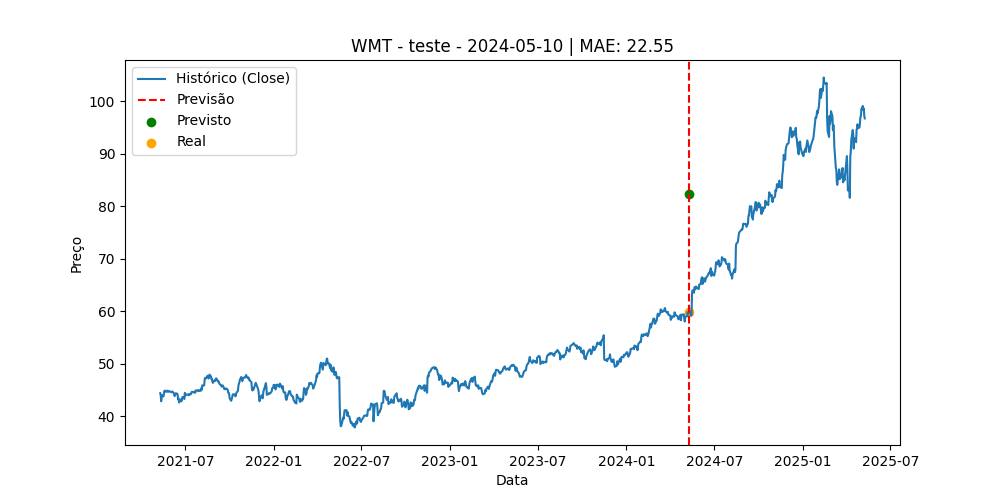 WMT - teste - 2024-05-10 | MAE: 22.55
Histórico (Close)
Previsão
Previsto
Real
Preço
100
90
80
70
60
50
40
2021-07 2022-01 2022-07 2023-01 2023-07 2024-01 2024-07 2025-01 2025-07
Data